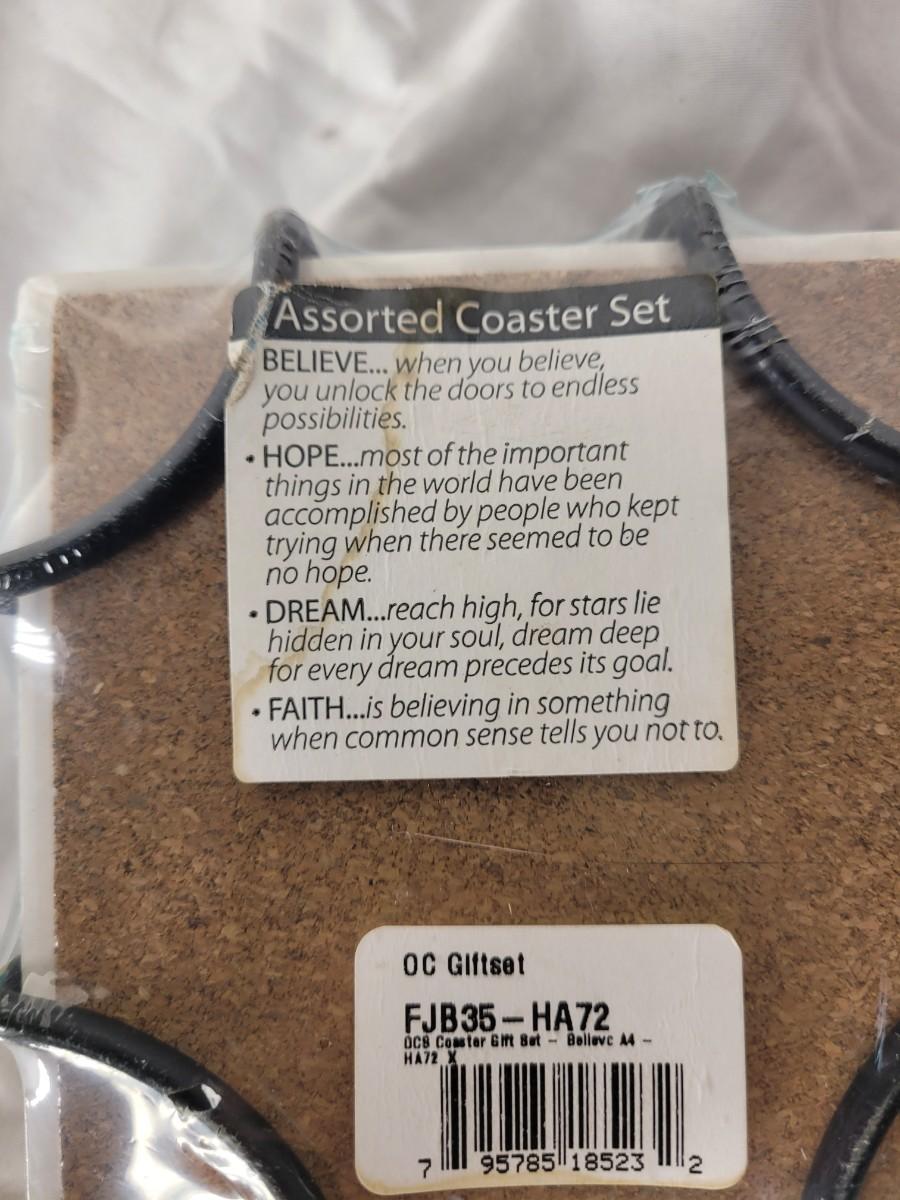 Assorted Coaster Set
BELIEVE... when you believe,
you unlock the doors to endless
possibilities.
• HOPE...most of the important
things in the world have been
accomplished by people who kept
trying when there seemed to be
no hope.
• DREAM...reach high, for stars lie
hidden in your soul, dream deep
for every dream precedes its goal.
• FAITH...is believing in something
when common sense tells you not to.
OC Giftset
FJB35-HA72
OCS Coaster Gift Set - Believe A4 -
HA72 X
7 95785 18523 2